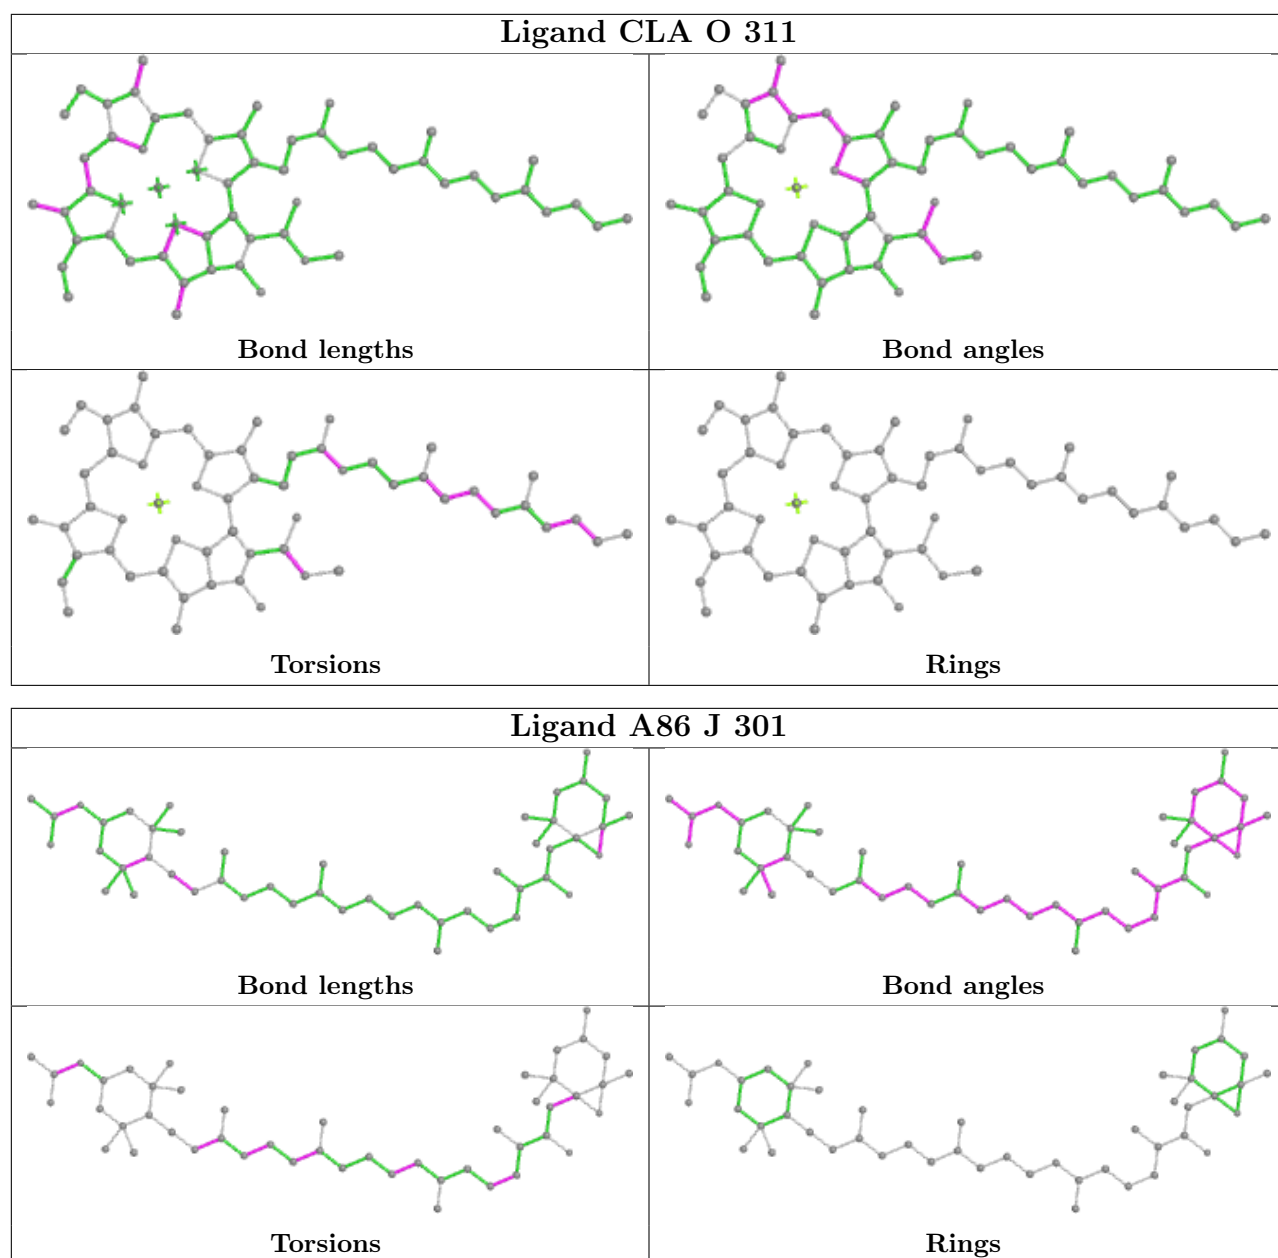 Ligand CLA O 311
Bond lengths
Bond angles
Torsions
Rings
Ligand A86 J 301
Bond lengths
Bond angles
Torsions
Rings